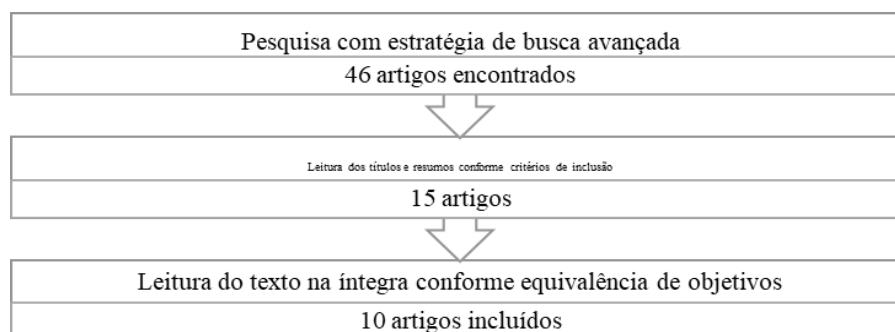 Pesquisa com estratégia de busca avançada
46 artigos encontrados
Leitura dos títulos e resumos conforme critérios de inclusão
15 artigos
Leitura do texto na íntegra conforme equivalência de objetivos
10 artigos incluídos